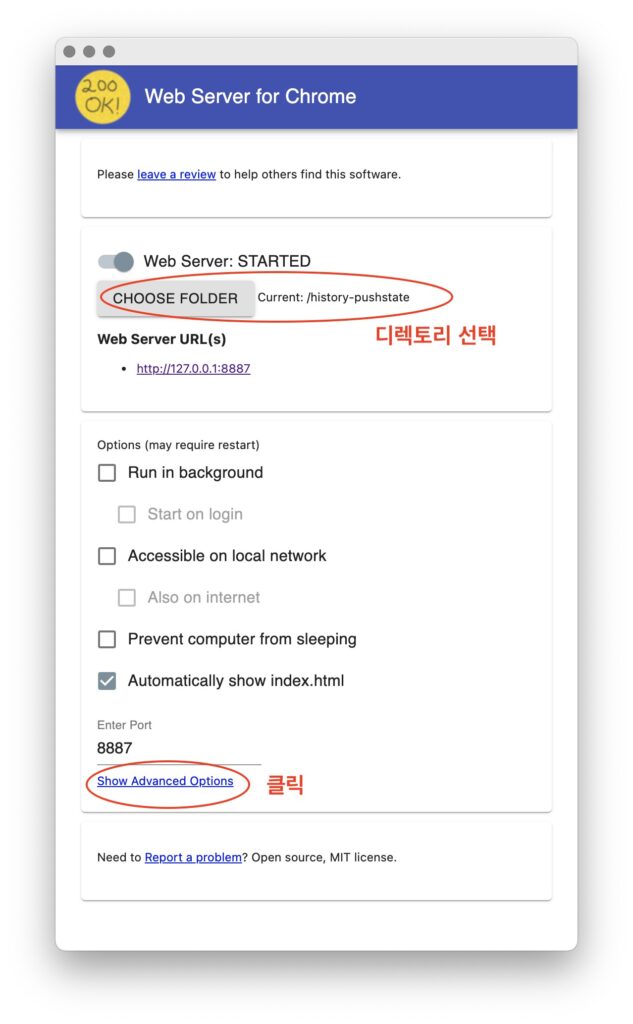 200
OK!
Web Server for Chrome
Please leave a review to help others find this software.
Web Server: STARTED
CHOOSE FOLDER Current: /history-pushstate
디렉토리 선택
Web Server URL(s)
http://127.0.0.1:8887
Options (may require restart)
Run in background
Start on login
Accessible on local network
Also on internet
Prevent computer from sleeping
Automatically show index.html
Enter Port
8887
Show Advanced Options 클릭
Need to Report a problem? Open source, MIT license.